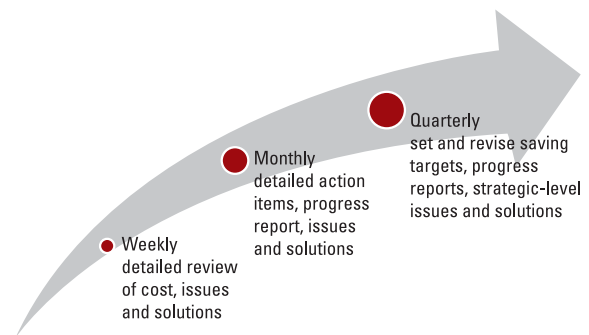 Weekly
detailed review
of cost, issues
and solutions
Monthly
detailed action
items, progress
report, issues
and solutions
Quarterly
set and revise saving
targets, progress
reports, strategic-level
issues and solutions